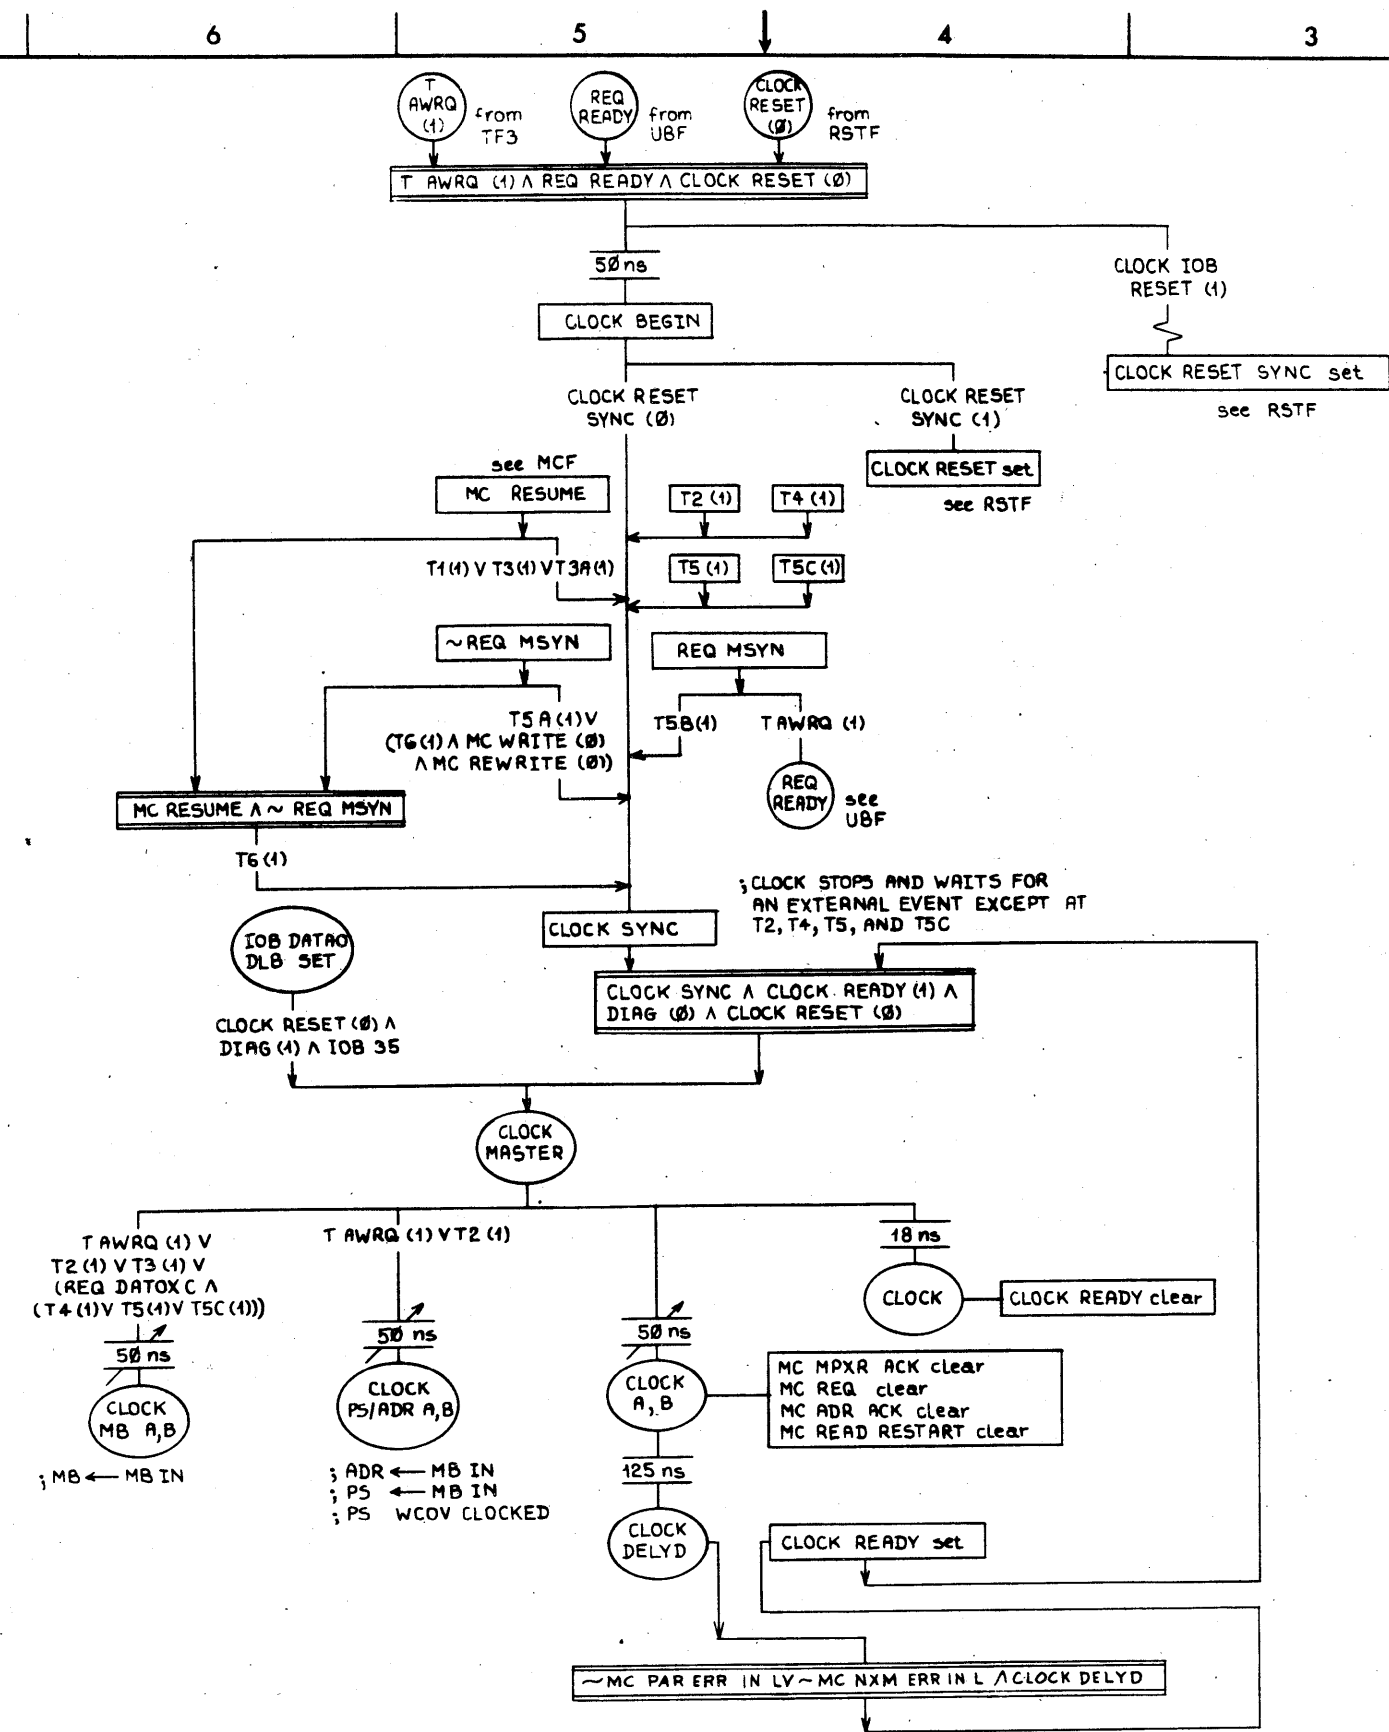 6 5 4 3
T
AWRQ
(1)
from
TF3
REQ
READY
from
UBF
CLOCK
RESET
(Ø)
from
RSTF
T AWRQ (1) Λ REQ READY Λ CLOCK RESET (Ø)
50 ns
CLOCK BEGIN
CLOCK IOB
RESET (1)
CLOCK RESET SYNC set
see RSTF
CLOCK RESET
SYNC (Ø)
CLOCK RESET
SYNC (1)
CLOCK RESET set
see RSTF
see MCF
MC RESUME
T2 (1)
T4 (1)
T1(1) V T3(1) V T3A(1)
T5 (1)
T5C (1)
~REQ MSYN
REQ MSYN
T5A(1) V
(T6(1) Λ MC WRITE (Ø)
Λ MC REWRITE (Ø))
T5B(1)
T AWRQ (1)
REQ
READY
see
UBF
MC RESUME Λ ~ REQ MSYN
T6 (1)
;CLOCK STOPS AND WAITS FOR
AN EXTERNAL EVENT EXCEPT AT
T2, T4, T5, AND T5C
IOB DATAO
DLB SET
CLOCK SYNC
CLOCK SYNC Λ CLOCK READY (1) Λ
DIAG (Ø) Λ CLOCK RESET (Ø)
CLOCK RESET (Ø) Λ
DIAG (1) Λ IOB 35
CLOCK
MASTER
T AWRQ (1) V
T2 (1) V T3 (1) V
(REQ DATOXC Λ
(T4(1)V T5(1)V T5C(1)))
50 ns
CLOCK
MB A,B
; MB ← MB IN
T AWRQ (1) V T2 (1)
50 ns
CLOCK
PS/ADR A,B
; ADR ← MB IN
; PS ← MB IN
; PS WCOV CLOCKED
50 ns
CLOCK
A, B
18 ns
CLOCK
CLOCK READY clear
MC MPXR ACK clear
MC REQ clear
MC ADR ACK clear
MC READ RESTART clear
125 ns
CLOCK
DELYD
CLOCK READY set
~MC PAR ERR IN L V ~ MC NXM ERR IN L Λ CLOCK DELYD